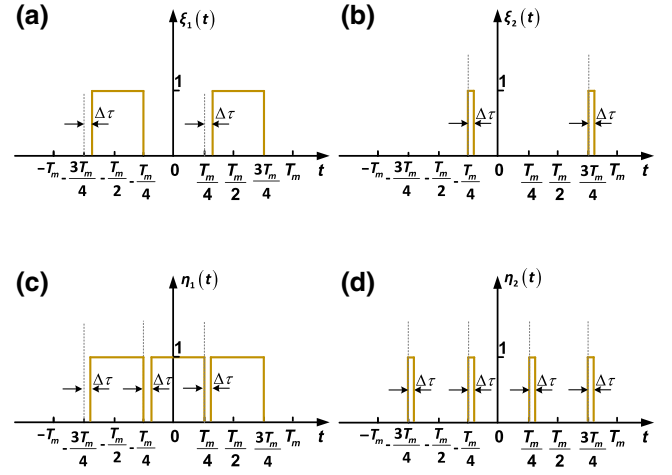 (a)
ξ₁(t)
1
Δτ
−Tₘ −3Tₘ/4 −Tₘ/2 −Tₘ/4 0 Tₘ/4 Tₘ/2 3Tₘ/4 Tₘ t
(b)
ξ₂(t)
1
Δτ Δτ
−Tₘ −3Tₘ/4 −Tₘ/2 −Tₘ/4 0 Tₘ/4 Tₘ/2 3Tₘ/4 Tₘ t
(c)
η₁(t)
1
Δτ Δτ Δτ
−Tₘ −3Tₘ/4 −Tₘ/2 −Tₘ/4 0 Tₘ/4 Tₘ/2 3Tₘ/4 Tₘ t
(d)
η₂(t)
1
Δτ Δτ Δτ Δτ
−Tₘ −3Tₘ/4 −Tₘ/2 −Tₘ/4 0 Tₘ/4 Tₘ/2 3Tₘ/4 Tₘ t